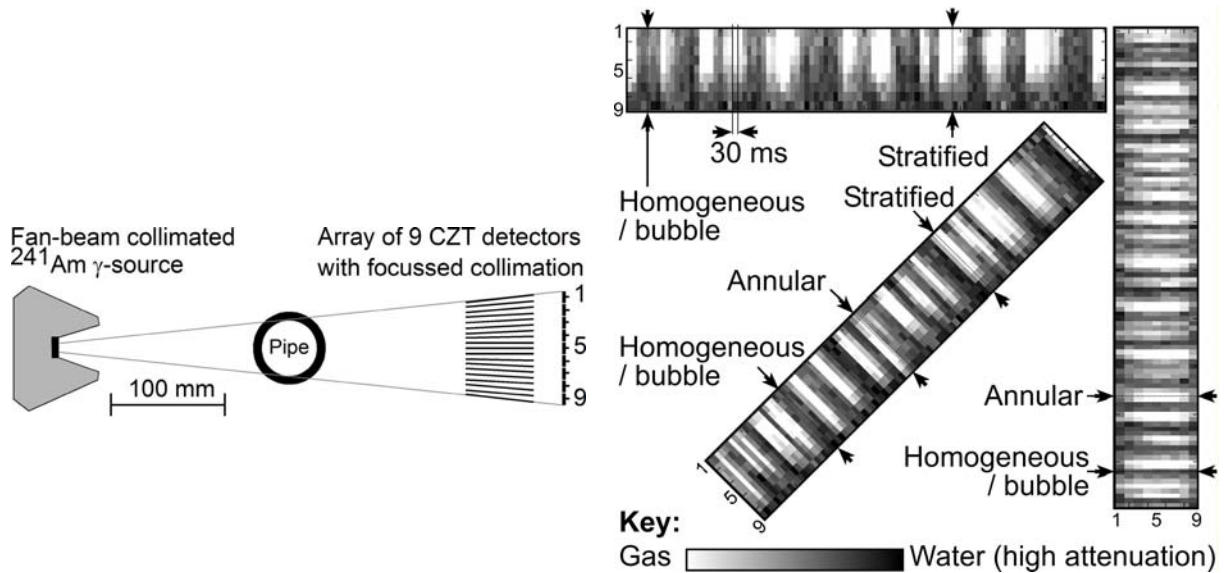 Fan-beam collimated
²⁴¹Am γ-source
Array of 9 CZT detectors
with focussed collimation
1
5
9
Pipe
100 mm
1
5
9
30 ms
Homogeneous
/ bubble
Stratified
Stratified
Annular
Homogeneous
/ bubble
1
5
9
Annular
Homogeneous
/ bubble
1 5 9
Key:
Gas Water (high attenuation)